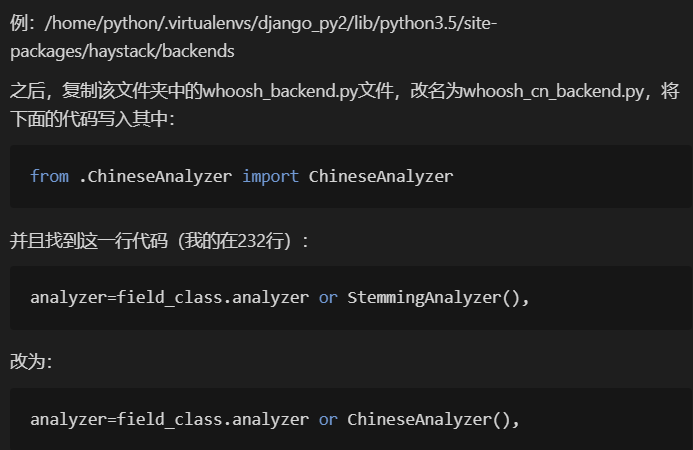 例：/home/python/.virtualenvs/django_py2/lib/python3.5/site-
packages/haystack/backends
之后，复制该文件夹中的whoosh_backend.py文件，改名为whoosh_cn_backend.py，将
下面的代码写入其中：
from .ChineseAnalyzer import ChineseAnalyzer
并且找到这一行代码（我的在232行）：
analyzer=field_class.analyzer or StemmingAnalyzer(),
改为：
analyzer=field_class.analyzer or ChineseAnalyzer(),